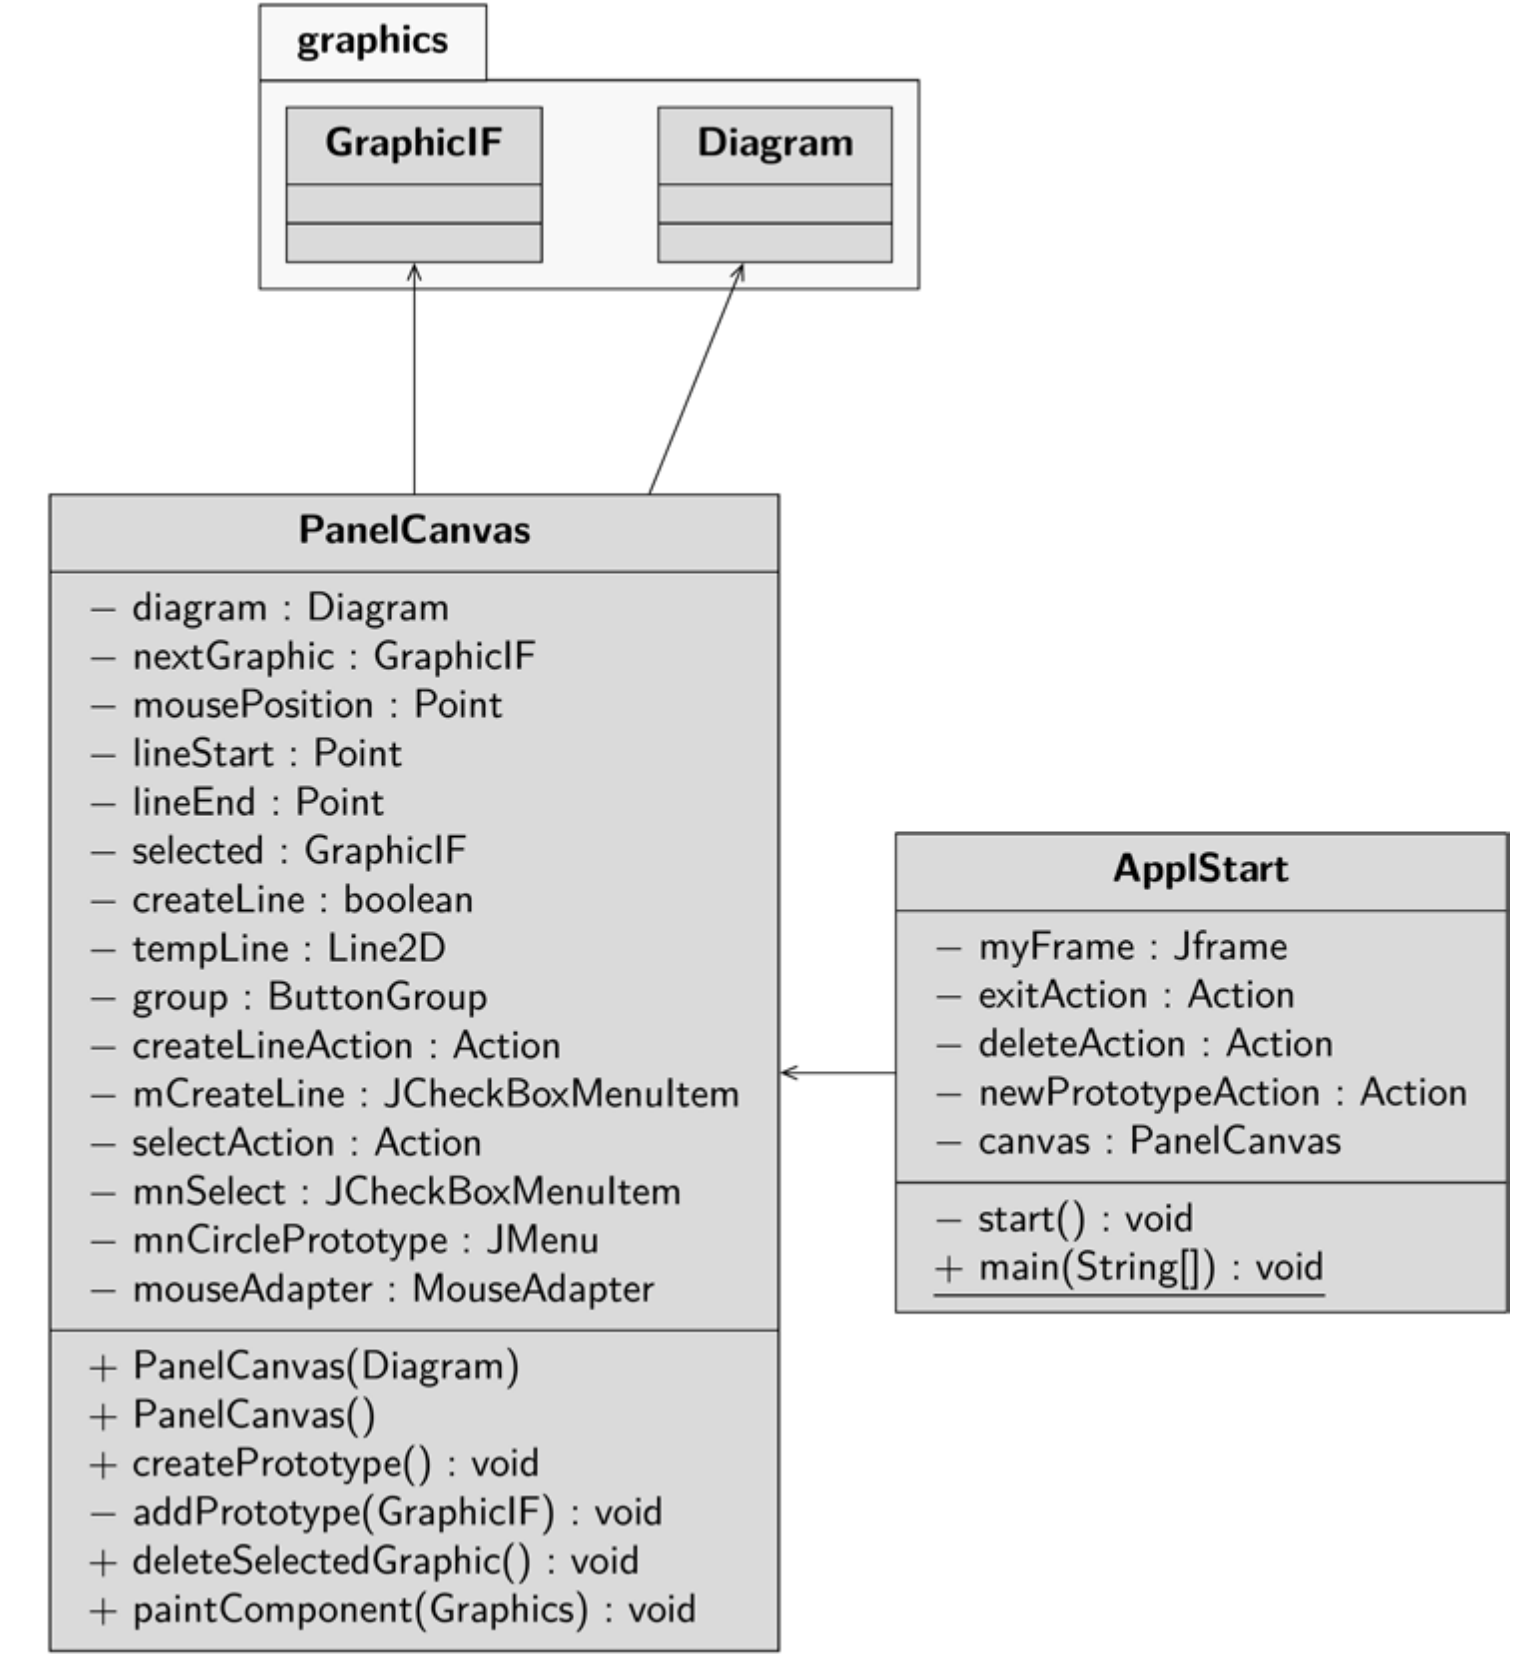 graphics
GraphicIF
Diagram
PanelCanvas
− diagram : Diagram
− nextGraphic : GraphicIF
− mousePosition : Point
− lineStart : Point
− lineEnd : Point
− selected : GraphicIF
− createLine : boolean
− tempLine : Line2D
− group : ButtonGroup
− createLineAction : Action
− mCreateLine : JCheckBoxMenuItem
− selectAction : Action
− mnSelect : JCheckBoxMenuItem
− mnCirclePrototype : JMenu
− mouseAdapter : MouseAdapter
+ PanelCanvas(Diagram)
+ PanelCanvas()
+ createPrototype() : void
− addPrototype(GraphicIF) : void
+ deleteSelectedGraphic() : void
+ paintComponent(Graphics) : void
ApplStart
− myFrame : Jframe
− exitAction : Action
− deleteAction : Action
− newPrototypeAction : Action
− canvas : PanelCanvas
− start() : void
+ main(String[]) : void